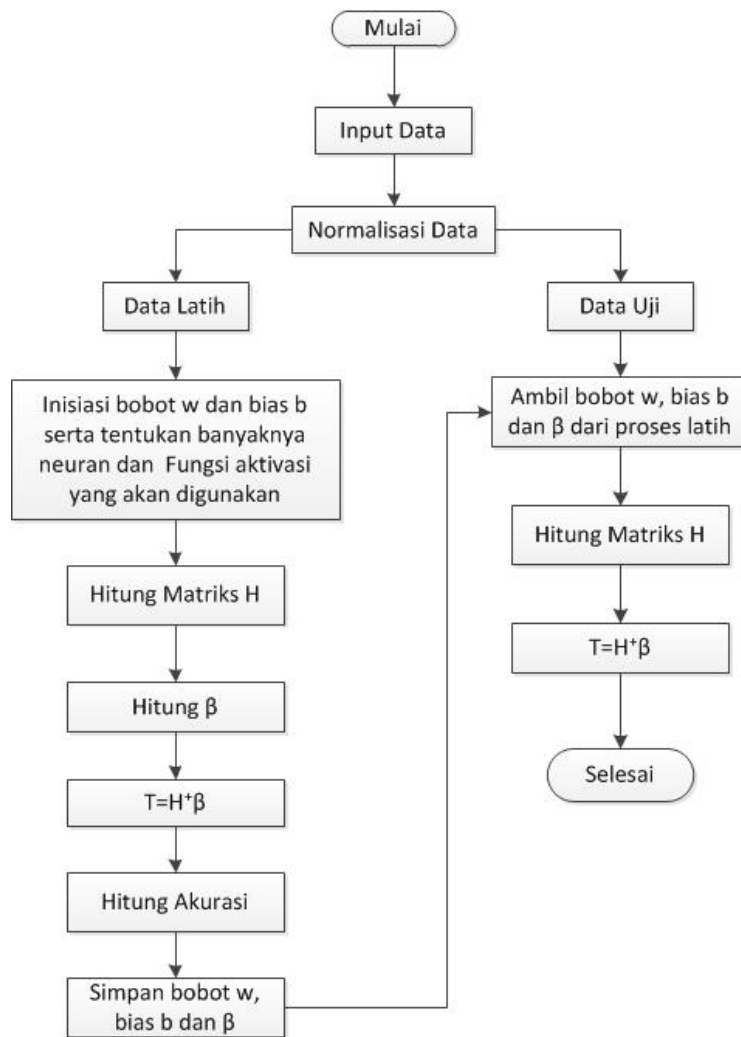 Mulai
Input Data
Normalisasi Data
Data Latih
Inisiasi bobot w dan bias b
serta tentukan banyaknya
neuran dan Fungsi aktivasi
yang akan digunakan
Hitung Matriks H
Hitung β
T=H⁺β
Hitung Akurasi
Simpan bobot w,
bias b dan β
Data Uji
Ambil bobot w, bias b
dan β dari proses latih
Hitung Matriks H
T=H⁺β
Selesai